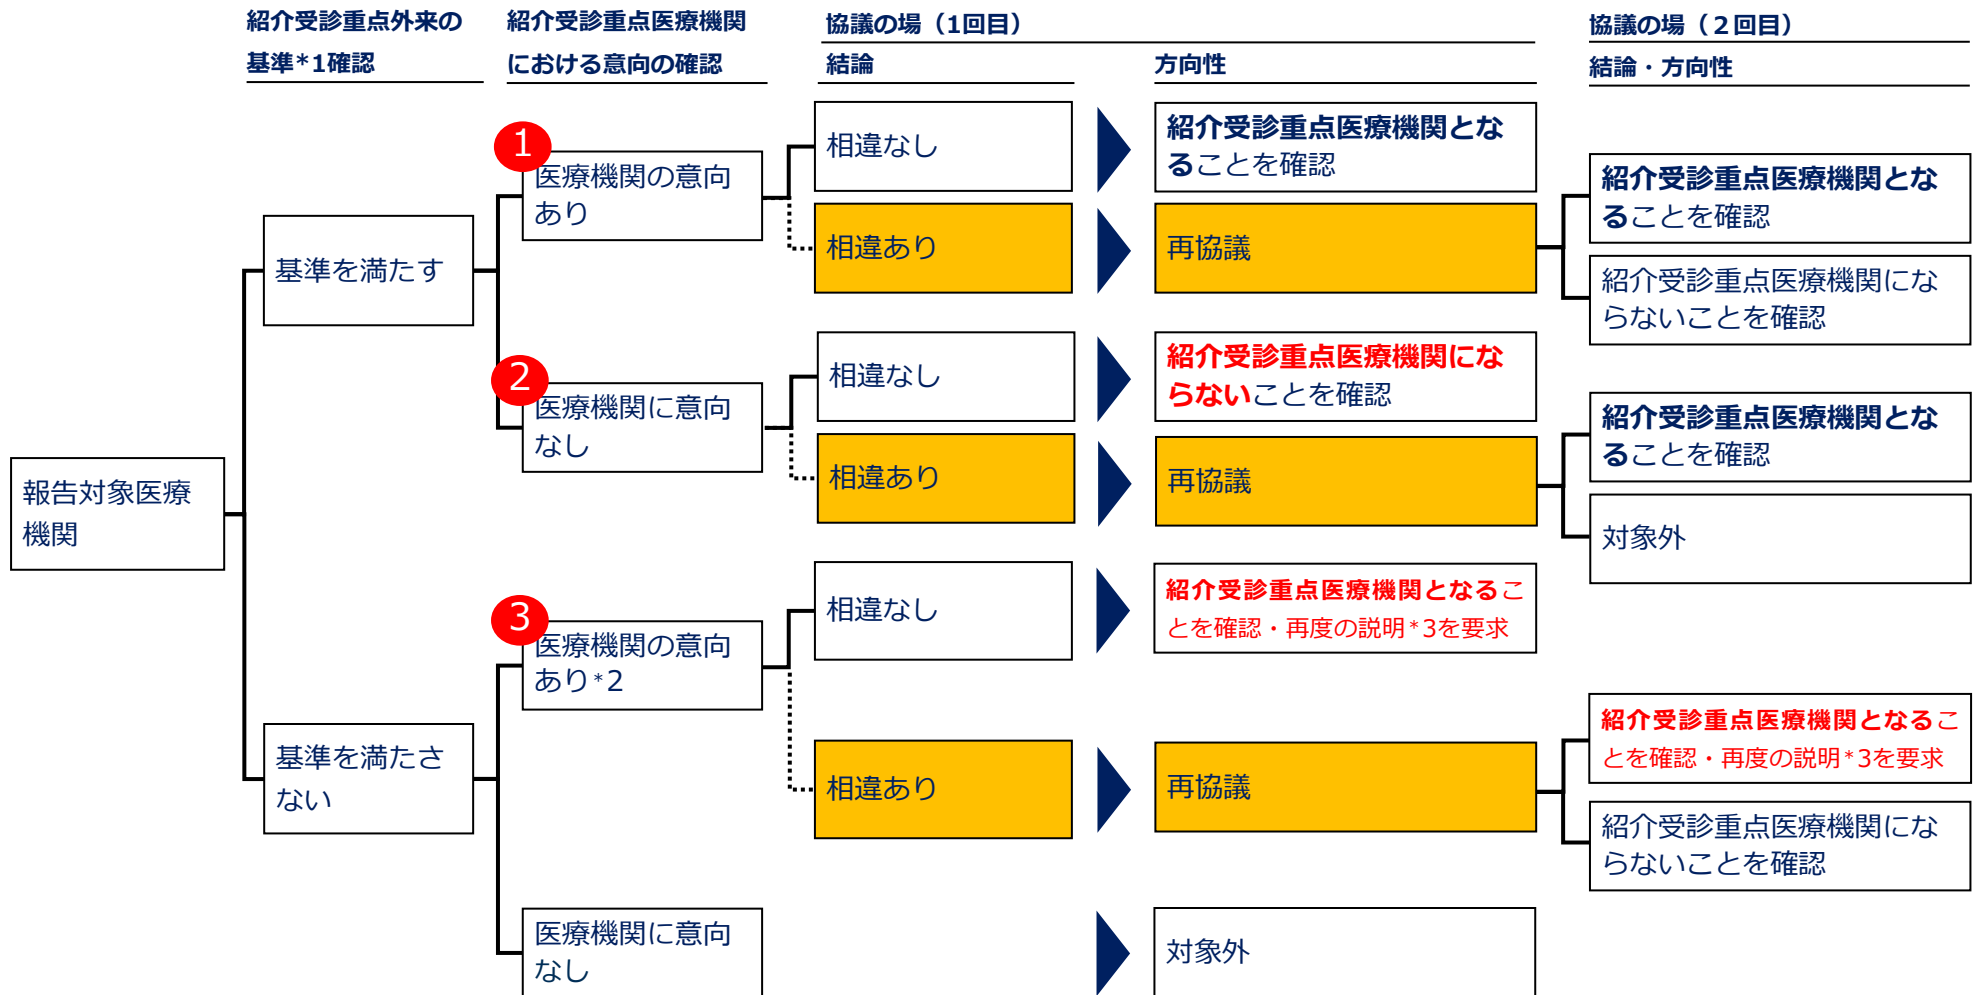 紹介受診重点外来の
基準*1確認
紹介受診重点医療機関
における意向の確認
協議の場（1回目）
結論
方向性
協議の場（２回目）
結論・方向性
報告対象医療
機関
基準を満たす
基準を満たさ
ない
1
医療機関の意向
あり
相違なし
紹介受診重点医療機関とな
ることを確認
相違あり
再協議
紹介受診重点医療機関とな
ることを確認
紹介受診重点医療機関にな
らないことを確認
2
医療機関に意向
なし
相違なし
紹介受診重点医療機関にな
らないことを確認
相違あり
再協議
紹介受診重点医療機関とな
ることを確認
対象外
3
医療機関の意向
あり*2
相違なし
紹介受診重点医療機関となるこ
とを確認・再度の説明*3を要求
相違あり
再協議
紹介受診重点医療機関となるこ
とを確認・再度の説明*3を要求
紹介受診重点医療機関にな
らないことを確認
医療機関に意向
なし
対象外